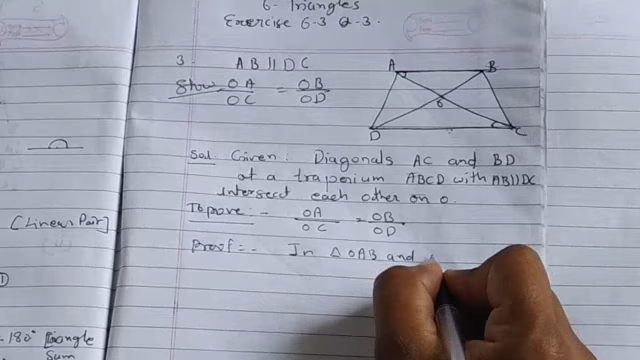 6. Triangles
Exercise 6.3 Q.3.
3 AB||DC
Show OA/OC = OB/OD
A B
O
D C
Sol Given: Diagonals AC and BD
of a trapezium ABCD with AB||DC
intersect each other on O.
To prove:- OA/OC = OB/OD
Proof:- In △OAB and
[Linear Pair]
①
-180° Triangle
Sum